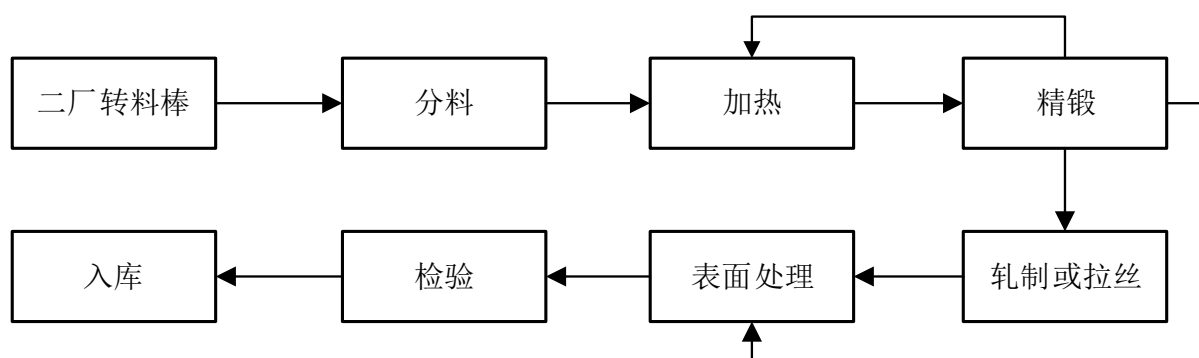 二厂转料棒
分料
加热
精锻
入库
检验
表面处理
轧制或拉丝